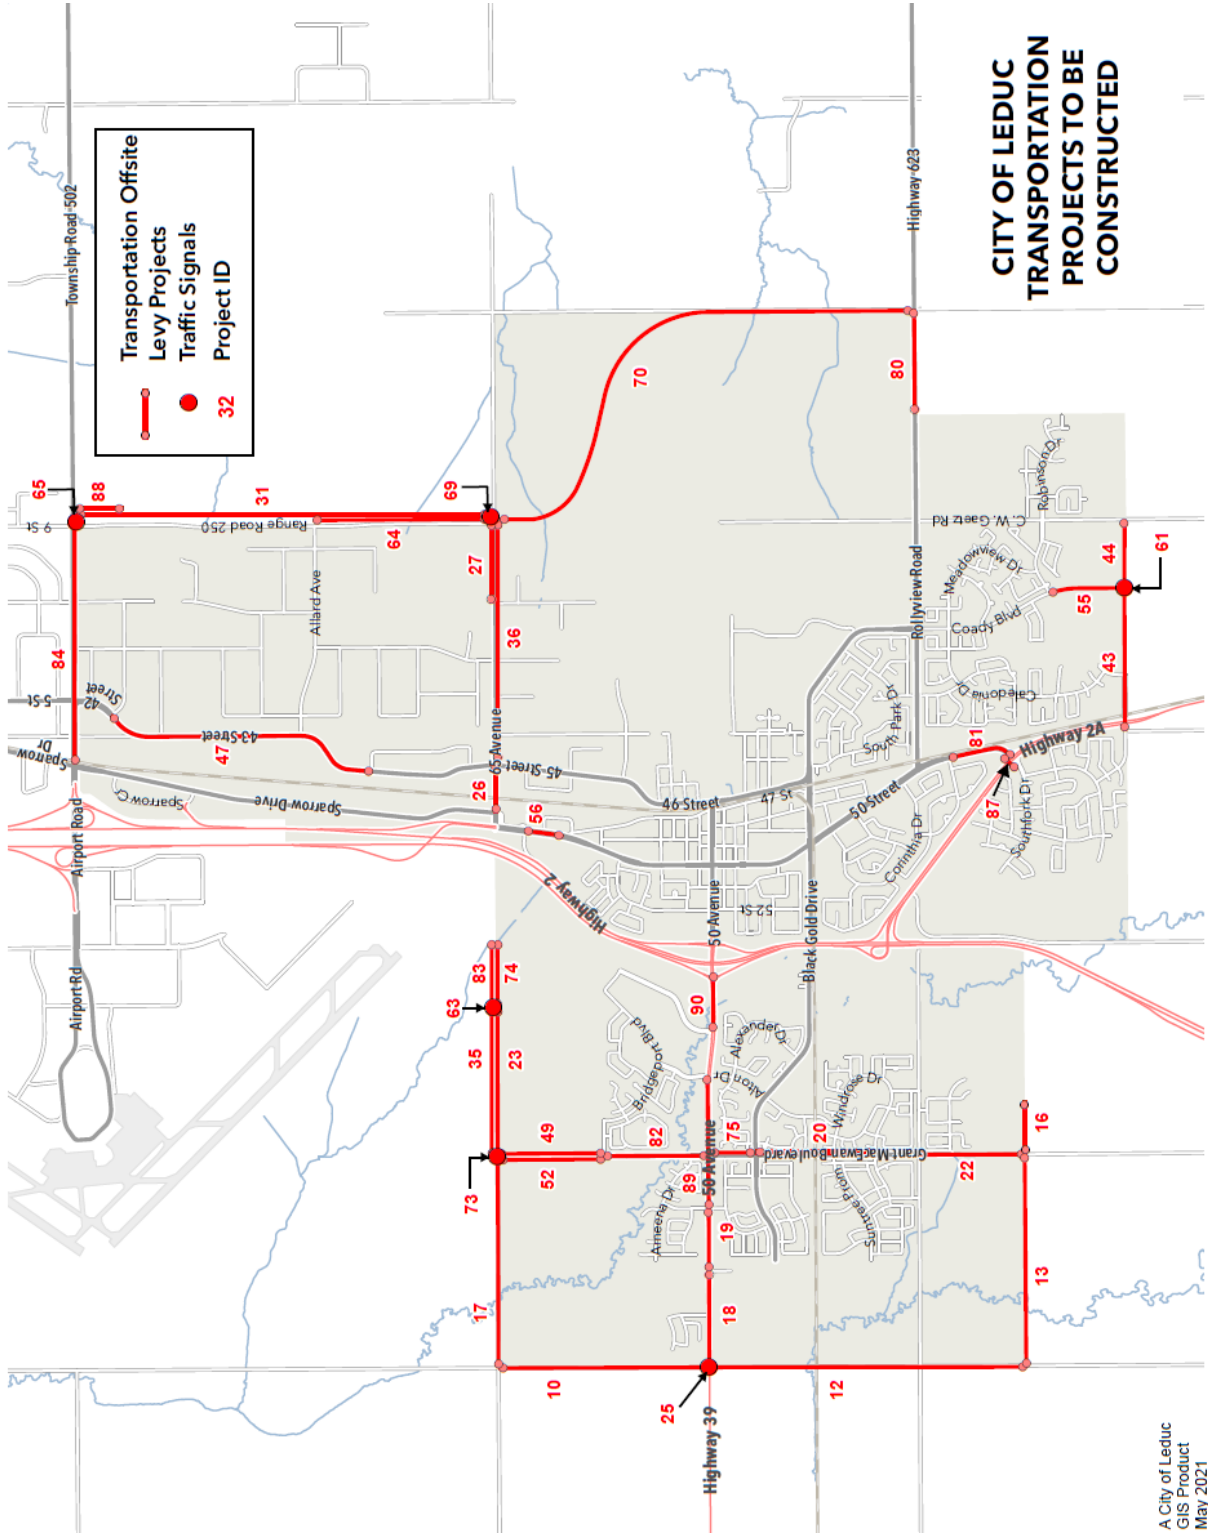 CITY OF LEDUC
TRANSPORTATION
PROJECTS TO BE
CONSTRUCTED
Transportation Offsite
Levy Projects
Traffic Signals
32
Project ID
Township Road 502
Highway 623
65
88
31
69
9 St
Range Road 250
64
27
36
70
80
Allard Ave
84
5 St
42
Street
43 Street
47
Sparrow
Dr
Airport Road
Sparrow Cr
Sparrow
Sparrow Drive
65 Avenue
26
45 Street
56
46 Street
47 St
50 Street
South Park Dr
Rollyview Road
C. W. Gaetz Rd
Robinson Dr
Meadowview Dr
Coady Blvd
Caledonia Dr
Caledonia
44
61
55
43
81
Highway 2A
87
Southfork Dr
Corinthia Dr
Highway 2
50 Avenue
52 St
Black Gold Drive
Airport Rd
83
74
63
35
23
90
Bridgeport Blvd
Alexander Dr
Alton Dr
Windrose Dr
49
82
75
20
16
73
52
89
50 Avenue
Grant MacEwan Boulevard
22
Ameena Dr
Suntree Prom
17
19
18
13
10
12
25
Highway 39
A City of Leduc
GIS Product
May 2021